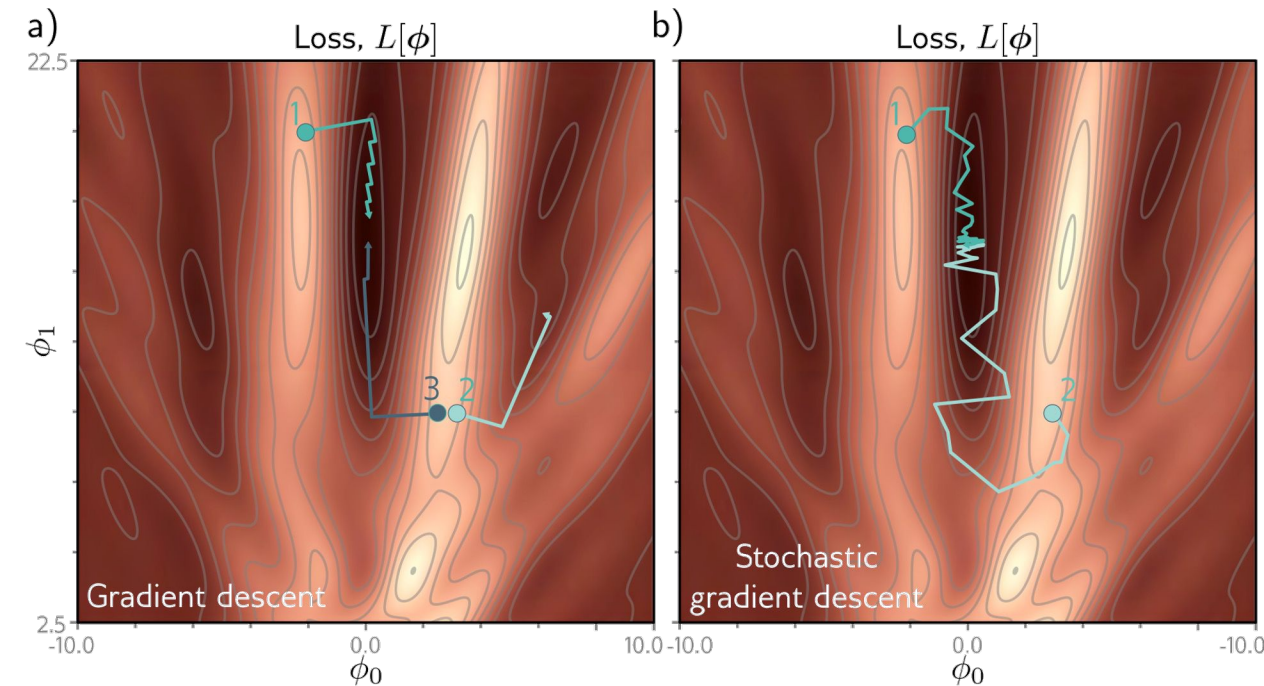 a)
Loss, L[ϕ]
22.5
ϕ1
1
3
2
Gradient descent
2.5
-10.0
0.0
10.0
ϕ0
b)
Loss, L[ϕ]
1
2
Stochastic
gradient descent
-10.0
0.0
-10.0
ϕ0